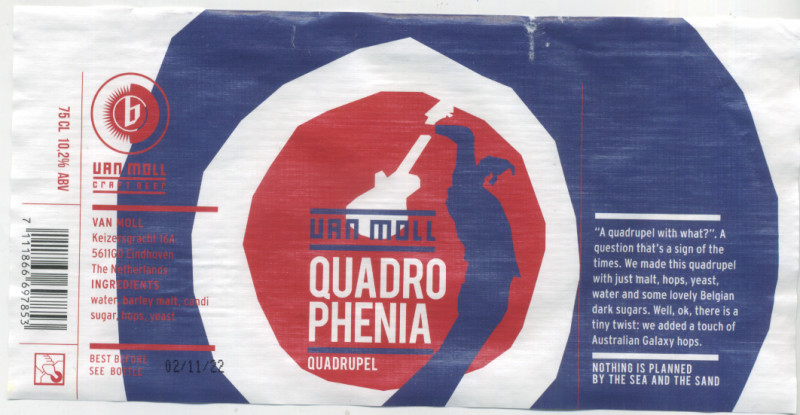 75 CL 10.2% ABV
7 111866 697853
b
VAN MOLL
CRAFT BEER
VAN MOLL
Keizersgracht 16A
5611GD Eindhoven
The Netherlands
INGREDIENTS
water, barley malt, candi
sugar, hops, yeast
BEST BEFORE
SEE BOTTLE
02/11/22
VAN MOLL
QUADRO
PHENIA
QUADRUPEL
"A quadrupel with what?". A
question that's a sign of the
times. We made this quadrupel
with just malt, hops, yeast,
water and some lovely Belgian
dark sugars. Well, ok, there is a
tiny twist: we added a touch of
Australian Galaxy hops.
NOTHING IS PLANNED
BY THE SEA AND THE SAND